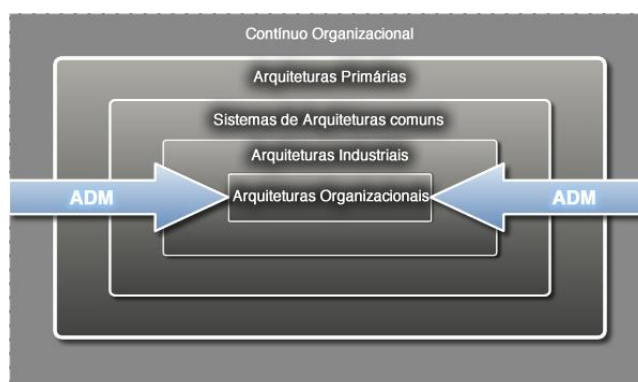 Contínuo Organizacional
Arquiteturas Primárias
Sistemas de Arquiteturas comuns
Arquiteturas Industriais
ADM
Arquiteturas Organizacionais
ADM